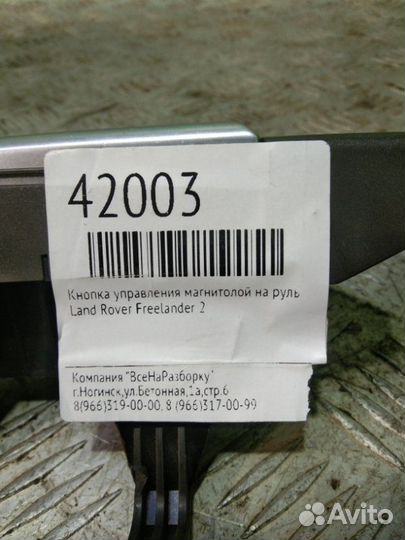 42003
Кнопка управления магнитолой на руль
Land Rover Freelander 2
Компания "ВсеНаРазборку"
г.Ногинск,ул.Бетонная,1а,стр.6
8(966)319-00-00, 8 (966)317-00-99
Avito